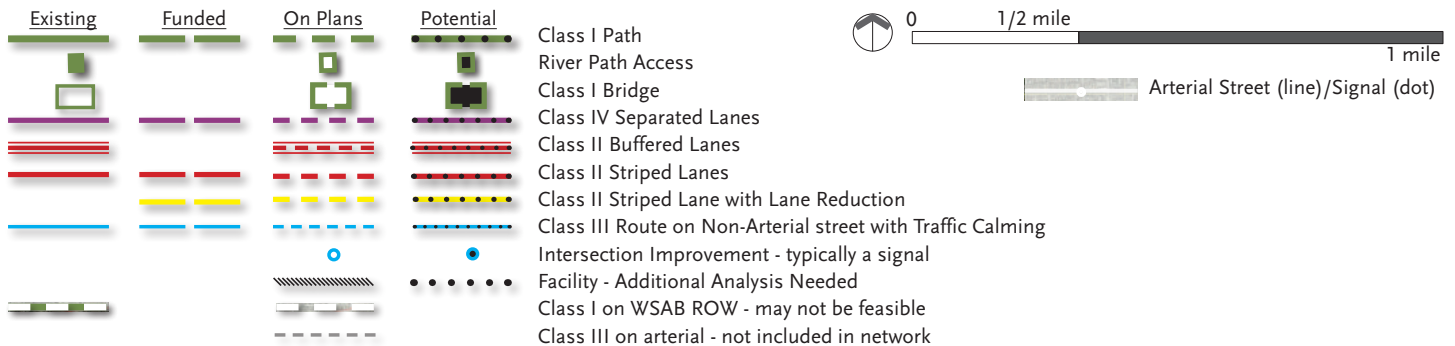 Existing Funded On Plans Potential
Class I Path
River Path Access
Class I Bridge
Class IV Separated Lanes
Class II Buffered Lanes
Class II Striped Lanes
Class II Striped Lane with Lane Reduction
Class III Route on Non-Arterial street with Traffic Calming
Intersection Improvement - typically a signal
Facility - Additional Analysis Needed
Class I on WSAB ROW - may not be feasible
Class III on arterial - not included in network
0 1/2 mile
1 mile
Arterial Street (line)/Signal (dot)